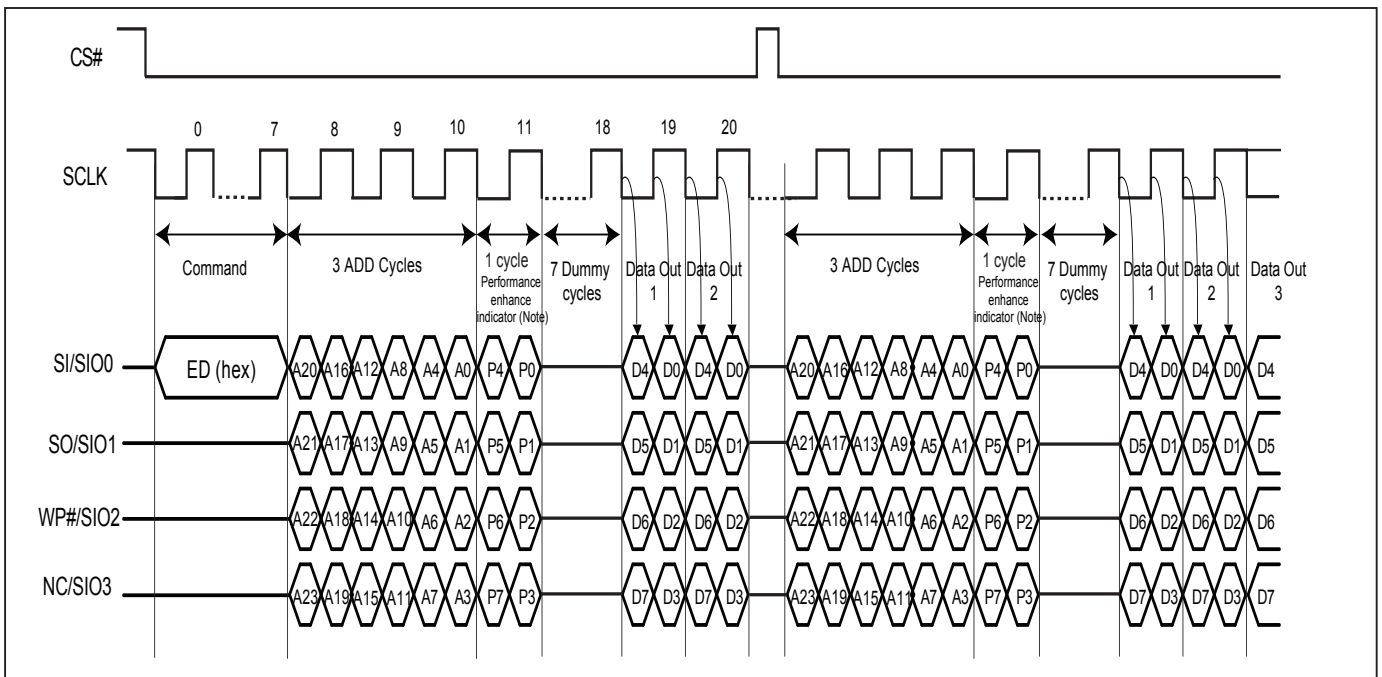 CS#
0 7 8 9 10 11 18 19 20
SCLK
Command
3 ADD Cycles
1 cycle
Performance
enhance
indicator (Note)
7 Dummy
cycles
Data Out
1
Data Out
2
3 ADD Cycles
1 cycle
Performance
enhance
indicator (Note)
7 Dummy
cycles
Data Out
1
Data Out
2
Data Out
3
SI/SIO0 ED (hex) A20 A16 A12 A8 A4 A0 P4 P0 D4 D0 D4 D0 A20 A16 A12 A8 A4 A0 P4 P0 D4 D0 D4 D0 D4
SO/SIO1 A21 A17 A13 A9 A5 A1 P5 P1 D5 D1 D5 D1 A21 A17 A13 A9 A5 A1 P5 P1 D5 D1 D5 D1 D5
WP#/SIO2 A22 A18 A14 A10 A6 A2 P6 P2 D6 D2 D6 D2 A22 A18 A14 A10 A6 A2 P6 P2 D6 D2 D6 D2 D6
NC/SIO3 A23 A19 A15 A11 A7 A3 P7 P3 D7 D3 D7 D3 A23 A19 A15 A11 A7 A3 P7 P3 D7 D3 D7 D3 D7